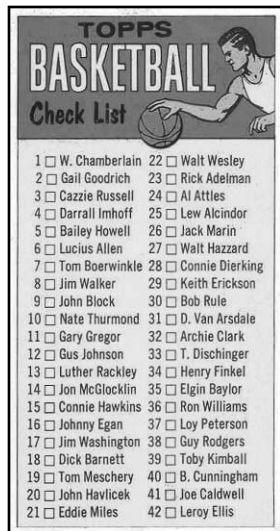 TOPPS
BASKETBALL
Check List
1 □ W. Chamberlain 22 □ Walt Wesley
2 □ Gail Goodrich 23 □ Rick Adelman
3 □ Cazzie Russell 24 □ Al Attles
4 □ Darrall Imhoff 25 □ Lew Alcindor
5 □ Bailey Howell 26 □ Jack Marin
6 □ Lucius Allen 27 □ Walt Hazzard
7 □ Tom Boerwinkle 28 □ Connie Dierking
8 □ Jim Walker 29 □ Keith Erickson
9 □ John Block 30 □ Bob Rule
10 □ Nate Thurmond 31 □ D. Van Arsdale
11 □ Gary Gregor 32 □ Archie Clark
12 □ Gus Johnson 33 □ T. Dischinger
13 □ Luther Rackley 34 □ Henry Finkel
14 □ Jon McGlocklin 35 □ Elgin Baylor
15 □ Connie Hawkins 36 □ Ron Williams
16 □ Johnny Egan 37 □ Loy Peterson
17 □ Jim Washington 38 □ Guy Rodgers
18 □ Dick Barnett 39 □ Toby Kimball
19 □ Tom Meschery 40 □ B. Cunningham
20 □ John Havlicek 41 □ Joe Caldwell
21 □ Eddie Miles 42 □ Leroy Ellis